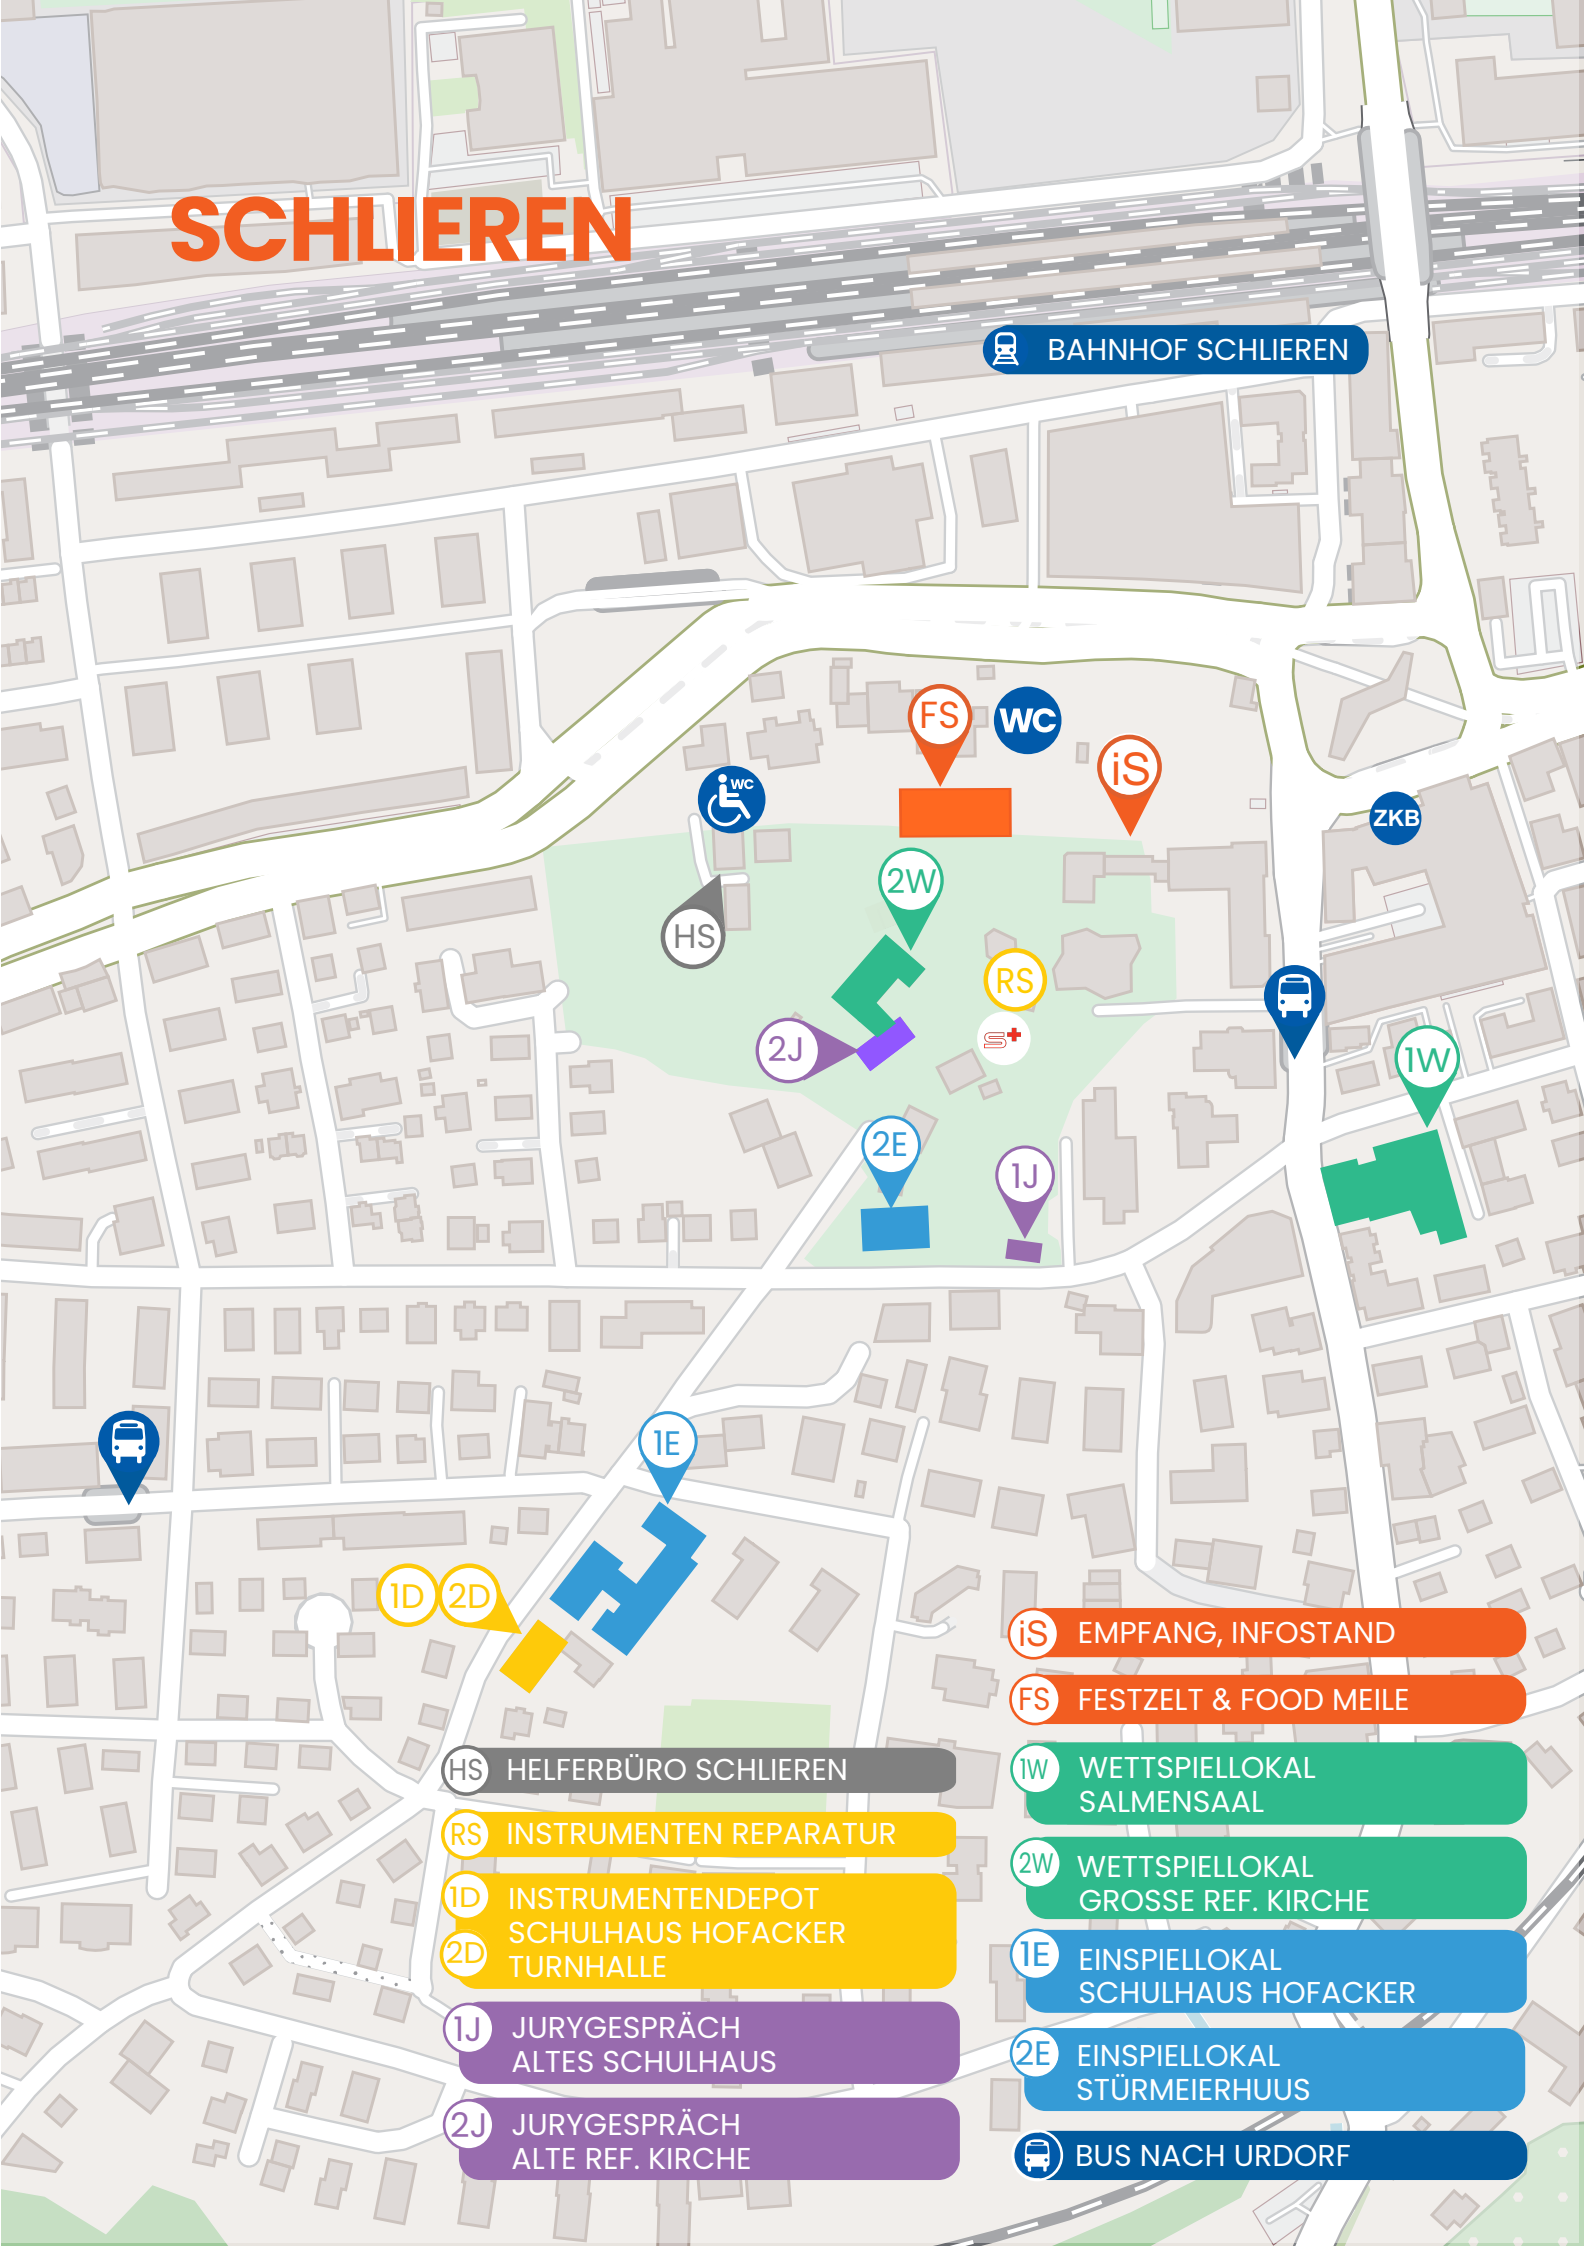 SCHLIEREN
BAHNHOF SCHLIEREN
FS
WC
iS
WC
ZKB
2W
HS
RS
2J
S+
1W
2E
1J
1E
1D 2D
iS EMPFANG, INFOSTAND
FS FESTZELT & FOOD MEILE
HS HELFERBÜRO SCHLIEREN
1W WETTSPIELLOKAL
SALMENSAAL
RS INSTRUMENTEN REPARATUR
2W WETTSPIELLOKAL
GROSSE REF. KIRCHE
1D INSTRUMENTENDEPOT
SCHULHAUS HOFACKER
2D TURNHALLE
1E EINSPIELLOKAL
SCHULHAUS HOFACKER
1J JURYGESPRÄCH
ALTES SCHULHAUS
2E EINSPIELLOKAL
STÜRMEIERHUUS
2J JURYGESPRÄCH
ALTE REF. KIRCHE
BUS NACH URDORF